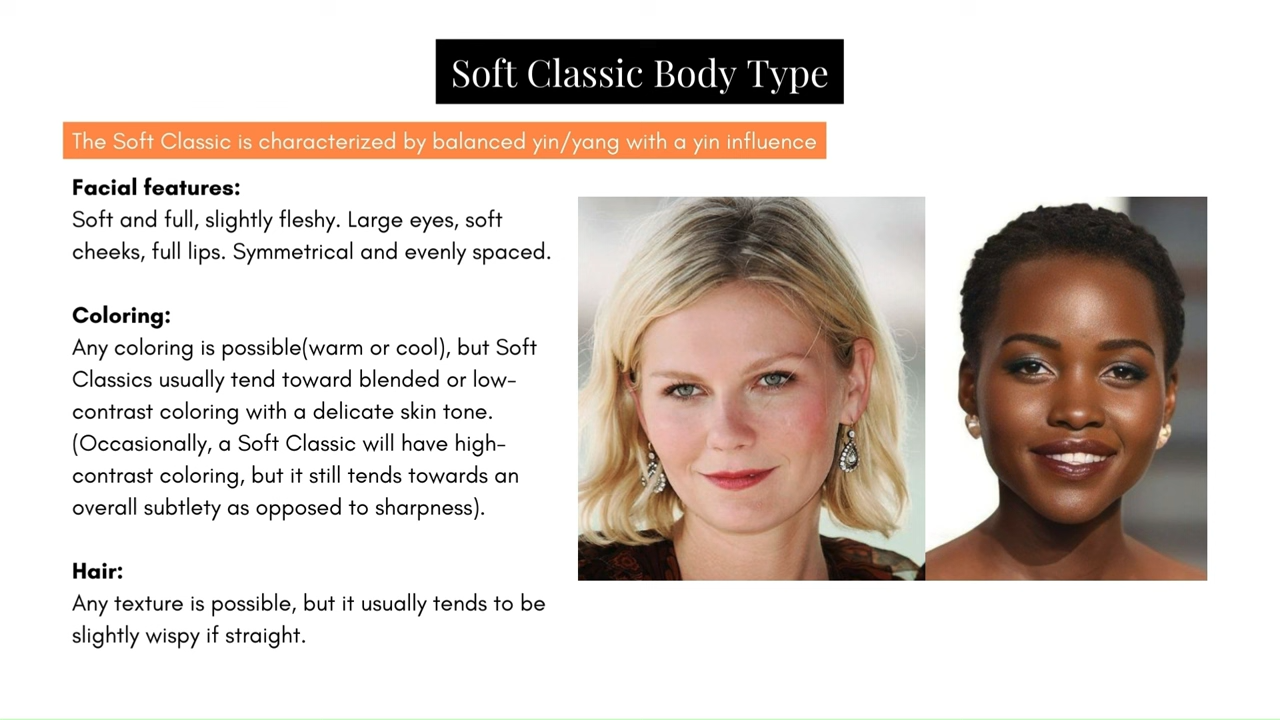 Soft Classic Body Type
The Soft Classic is characterized by balanced yin/yang with a yin influence
Facial features:
Soft and full, slightly fleshy. Large eyes, soft
cheeks, full lips. Symmetrical and evenly spaced.
Coloring:
Any coloring is possible(warm or cool), but Soft
Classics usually tend toward blended or low-
contrast coloring with a delicate skin tone.
(Occasionally, a Soft Classic will have high-
contrast coloring, but it still tends towards an
overall subtlety as opposed to sharpness).
Hair:
Any texture is possible, but it usually tends to be
slightly wispy if straight.